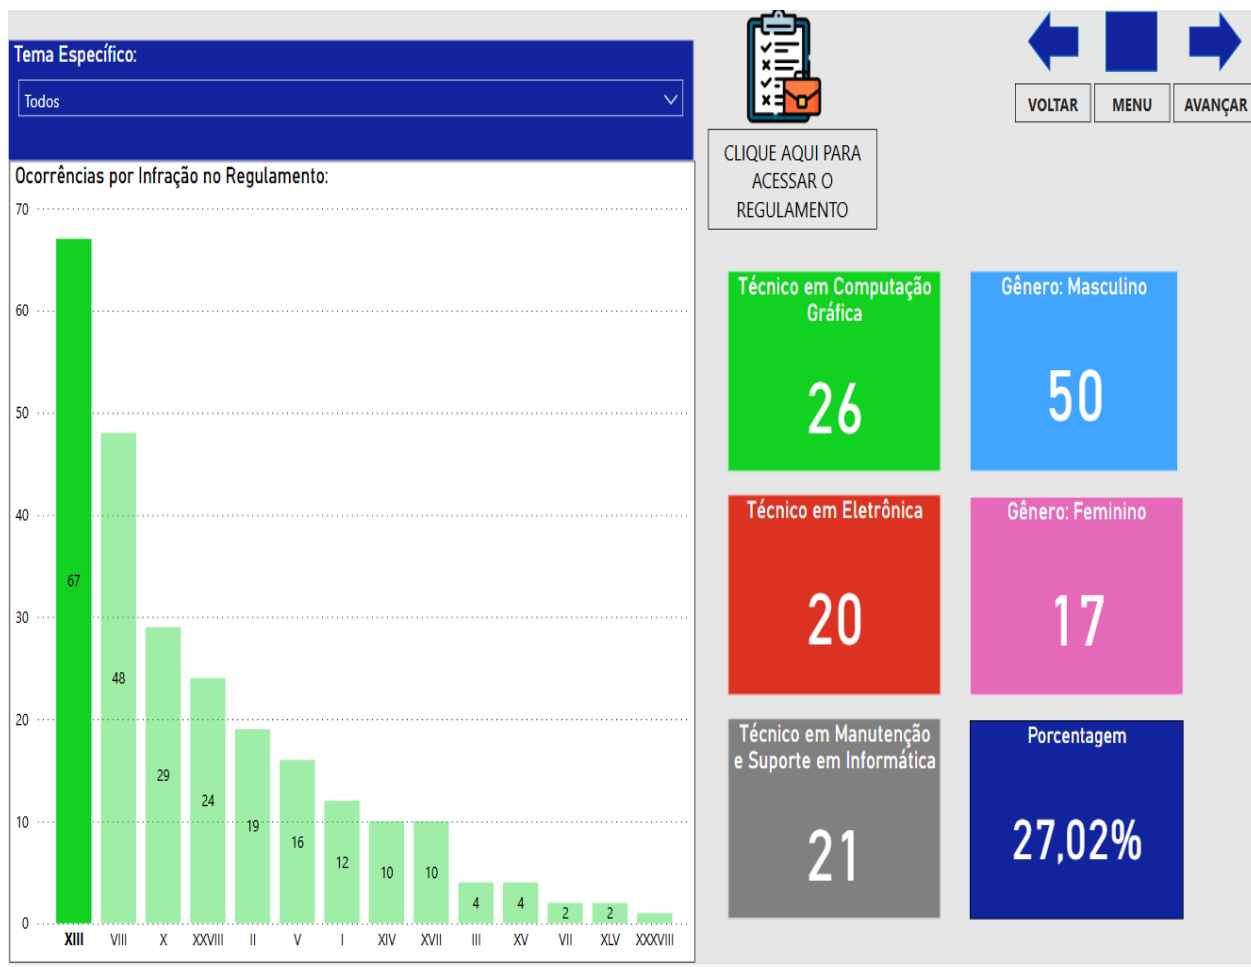 Tema Específico:
Todos
CLIQUE AQUI PARA
ACESSAR O
REGULAMENTO
VOLTAR
MENU
AVANÇAR
Ocorrências por Infração no Regulamento:
70
60
50
40
30
20
10
0
67
48
29
24
19
16
12
10
10
4
4
2
2
XIII
VIII
X
XXVIII
II
V
I
XIV
XVII
III
XV
VII
XLV
XXXVIII
Técnico em Computação
Gráfica
26
Gênero: Masculino
50
Técnico em Eletrônica
20
Gênero: Feminino
17
Técnico em Manutenção
e Suporte em Informática
21
Porcentagem
27,02%